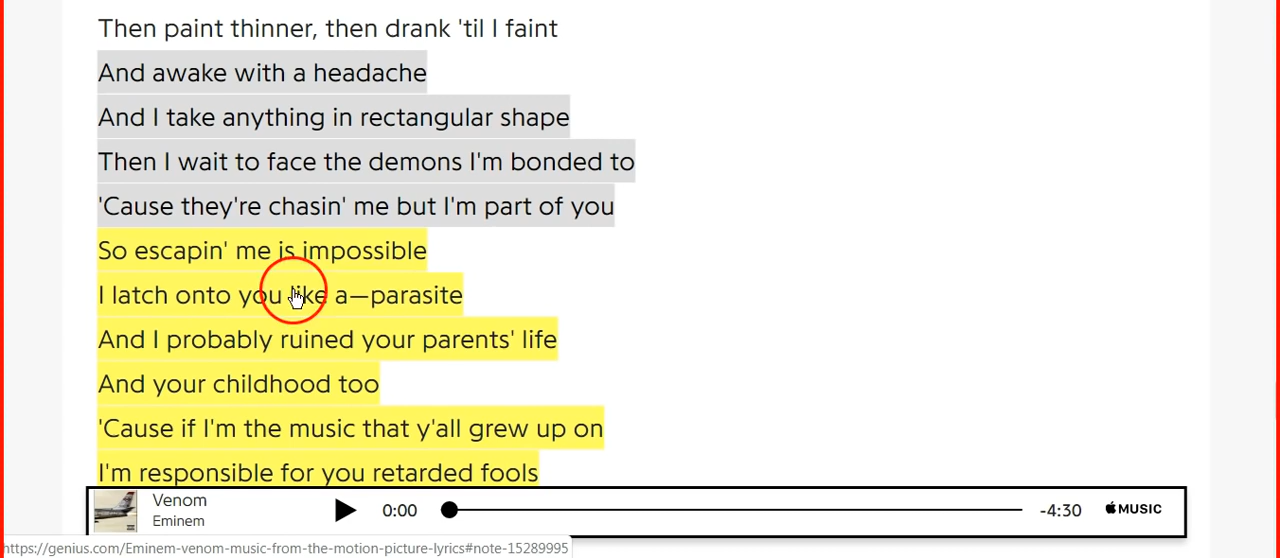 Then paint thinner, then drank 'til I faint
And awake with a headache
And I take anything in rectangular shape
Then I wait to face the demons I'm bonded to
'Cause they're chasin' me but I'm part of you
So escapin' me is impossible
I latch onto you like a—parasite
And I probably ruined your parents' life
And your childhood too
'Cause if I'm the music that y'all grew up on
I'm responsible for you retarded fools
Venom
Eminem
0:00
-4:30
MUSIC
https://genius.com/Eminem-venom-music-from-the-motion-picture-lyrics#note-15289995